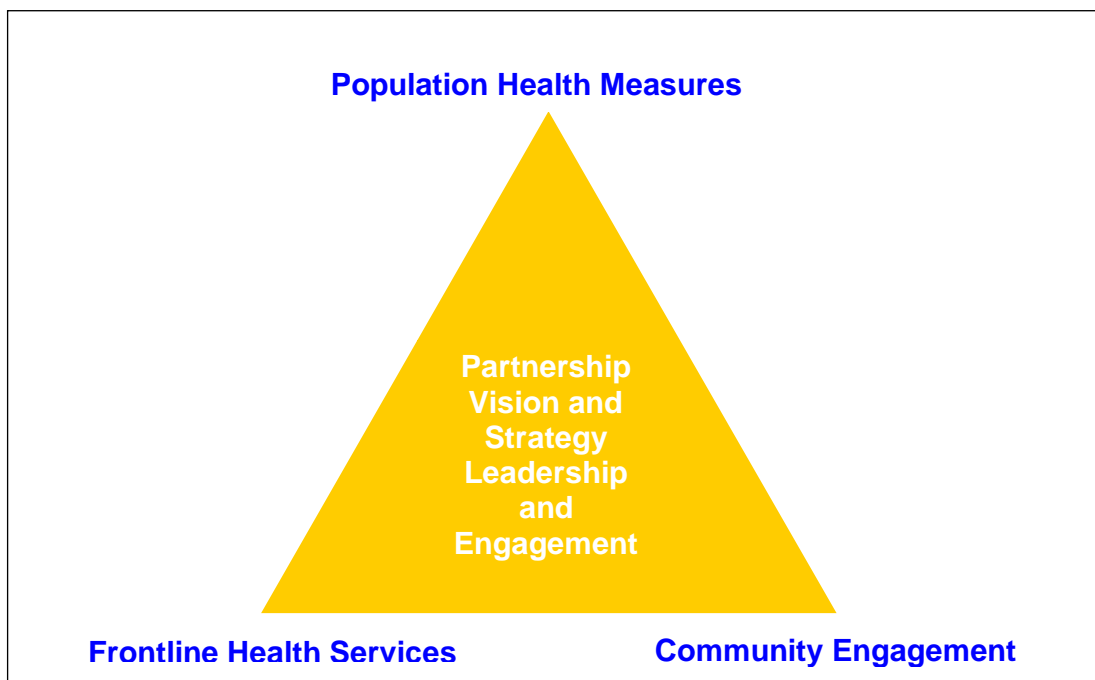 Population Health Measures
Partnership
Vision and
Strategy
Leadership
and
Engagement
Frontline Health Services
Community Engagement